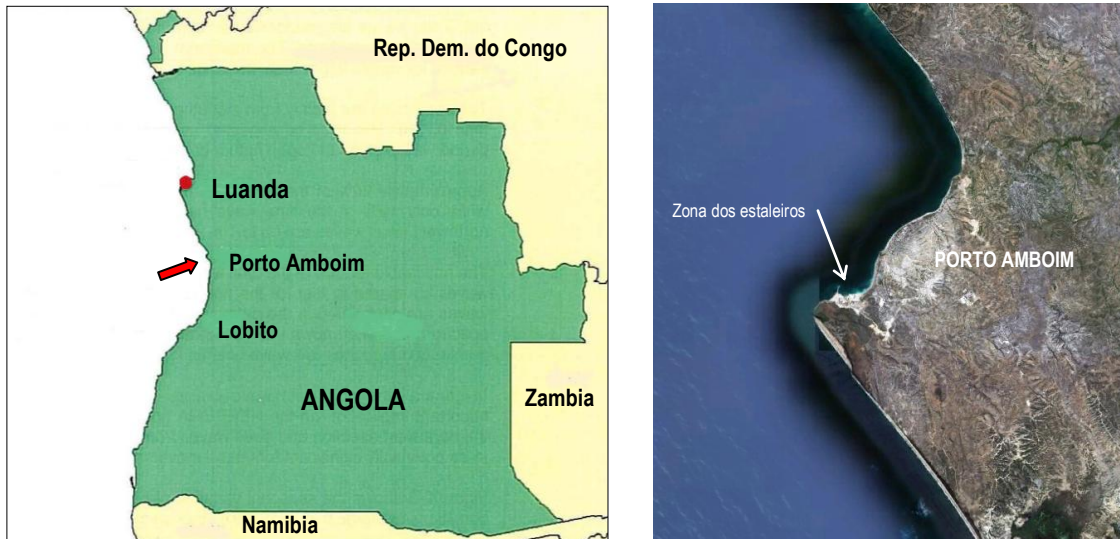 Rep. Dem. do Congo
Luanda
Porto Amboim
Lobito
ANGOLA
Zambia
Namibia
Zona dos estaleiros
PORTO AMBOIM